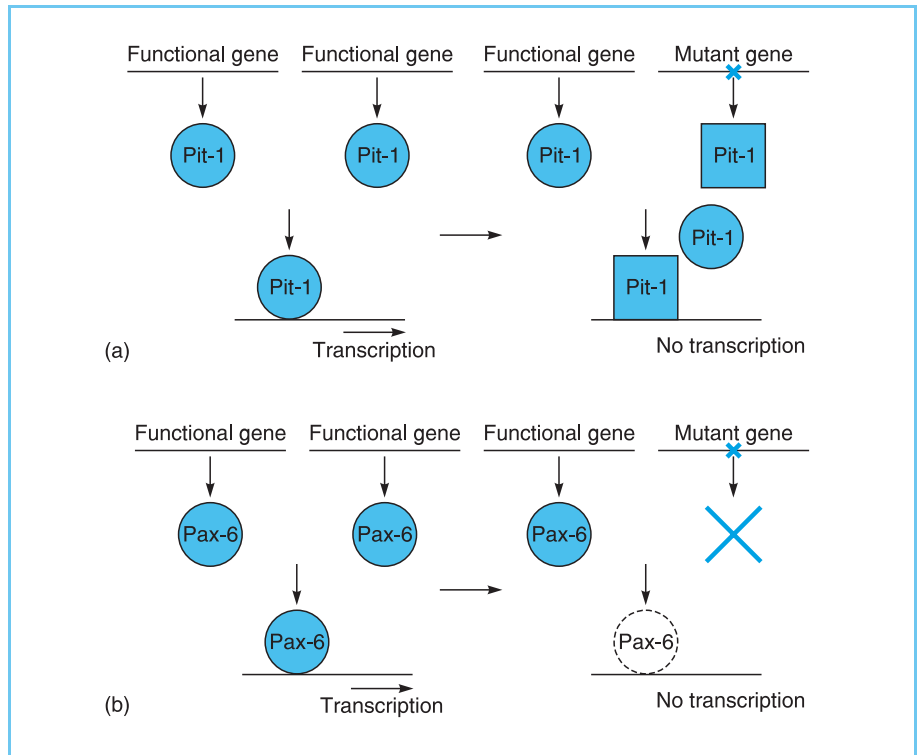 Functional gene Functional gene Functional gene Mutant gene
Pit-1 Pit-1 Pit-1 Pit-1
Pit-1
Pit-1 Pit-1
Transcription No transcription
(a)
Functional gene Functional gene Functional gene Mutant gene
Pax-6 Pax-6 Pax-6
Pax-6 Pax-6
Transcription No transcription
(b)